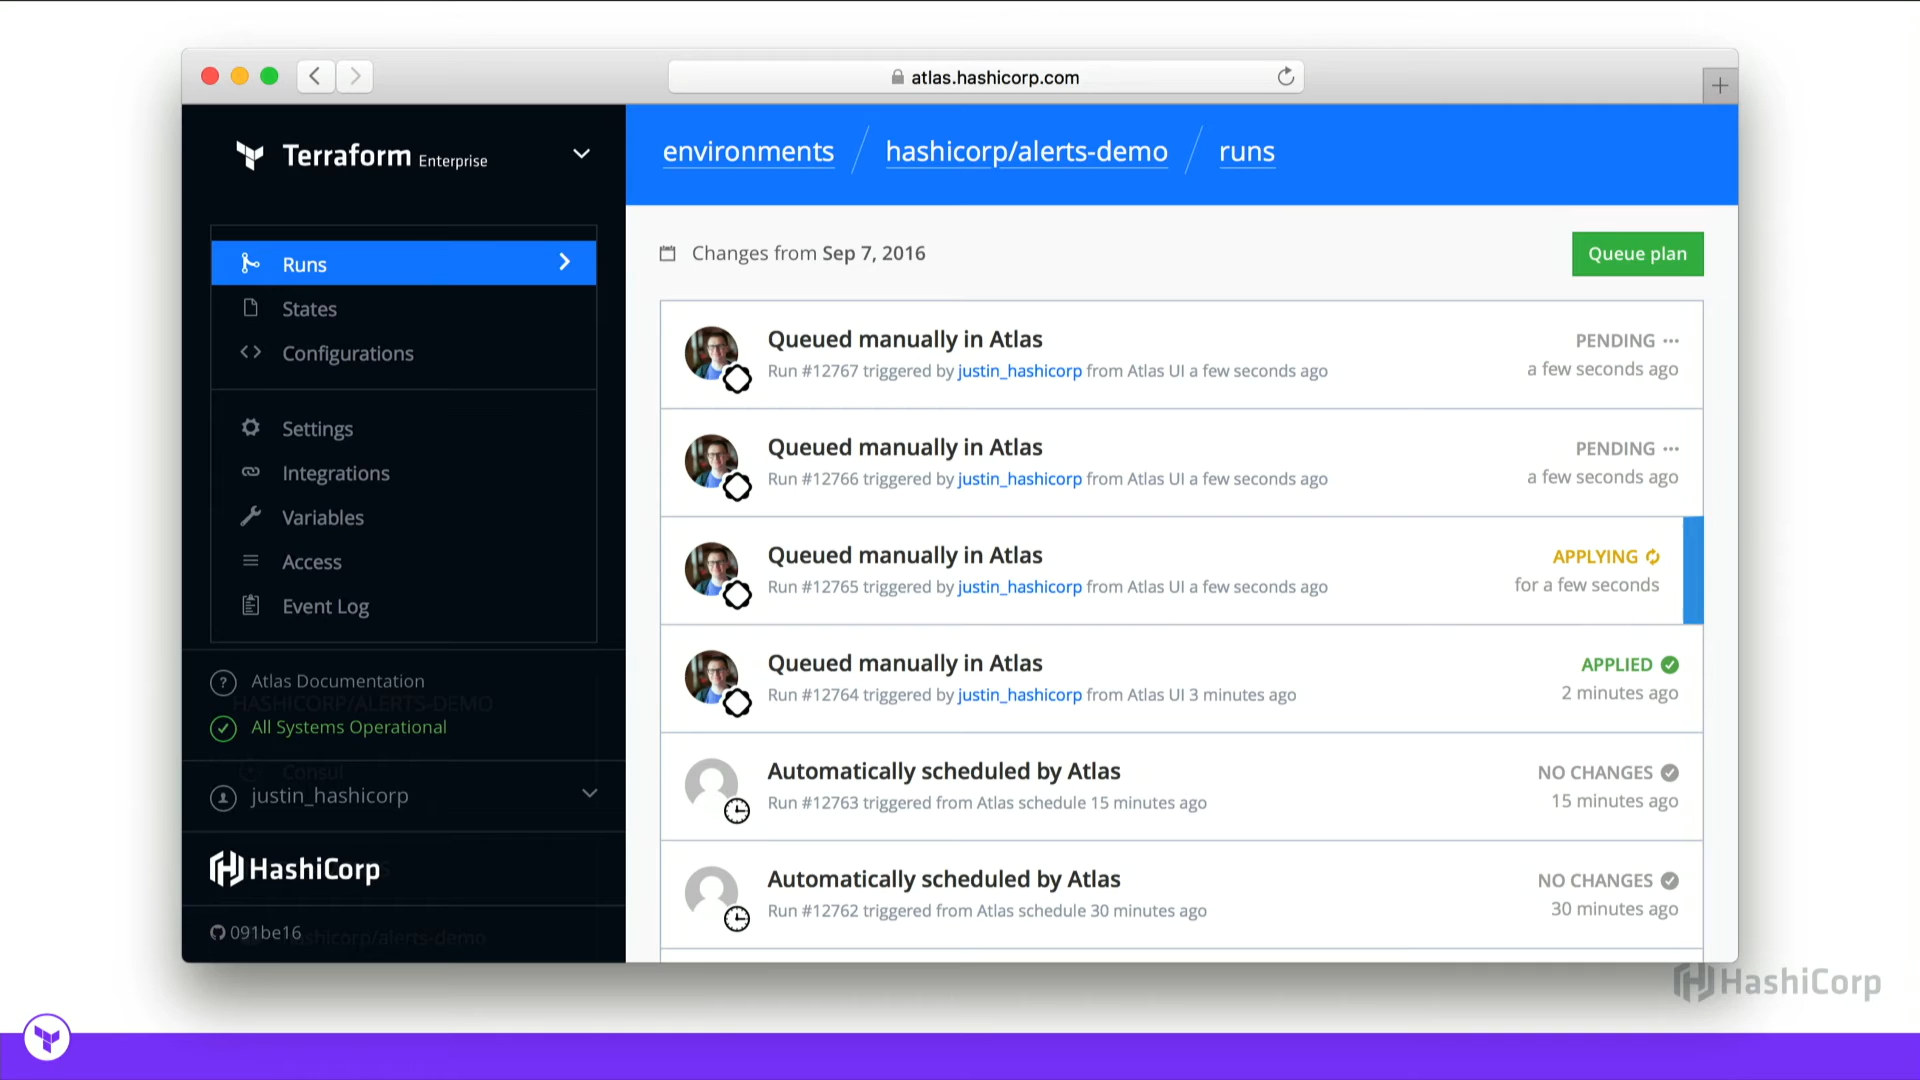 atlas.hashicorp.com
Terraform Enterprise
environments / hashicorp/alerts-demo / runs
Runs
States
Configurations
Settings
Integrations
Variables
Access
Event Log
Atlas Documentation
HASHICORP/ALERTS-DEMO
All Systems Operational
Consul
justin_hashicorp
HashiCorp
091be16
hashicorp/alerts-demo
Changes from Sep 7, 2016
Queue plan
Queued manually in Atlas
PENDING
Run #12767 triggered by justin_hashicorp from Atlas UI a few seconds ago
a few seconds ago
Queued manually in Atlas
PENDING
Run #12766 triggered by justin_hashicorp from Atlas UI a few seconds ago
a few seconds ago
Queued manually in Atlas
APPLYING
Run #12765 triggered by justin_hashicorp from Atlas UI a few seconds ago
for a few seconds
Queued manually in Atlas
APPLIED
Run #12764 triggered by justin_hashicorp from Atlas UI 3 minutes ago
2 minutes ago
Automatically scheduled by Atlas
NO CHANGES
Run #12763 triggered from Atlas schedule 15 minutes ago
15 minutes ago
Automatically scheduled by Atlas
NO CHANGES
Run #12762 triggered from Atlas schedule 30 minutes ago
30 minutes ago
HashiCorp